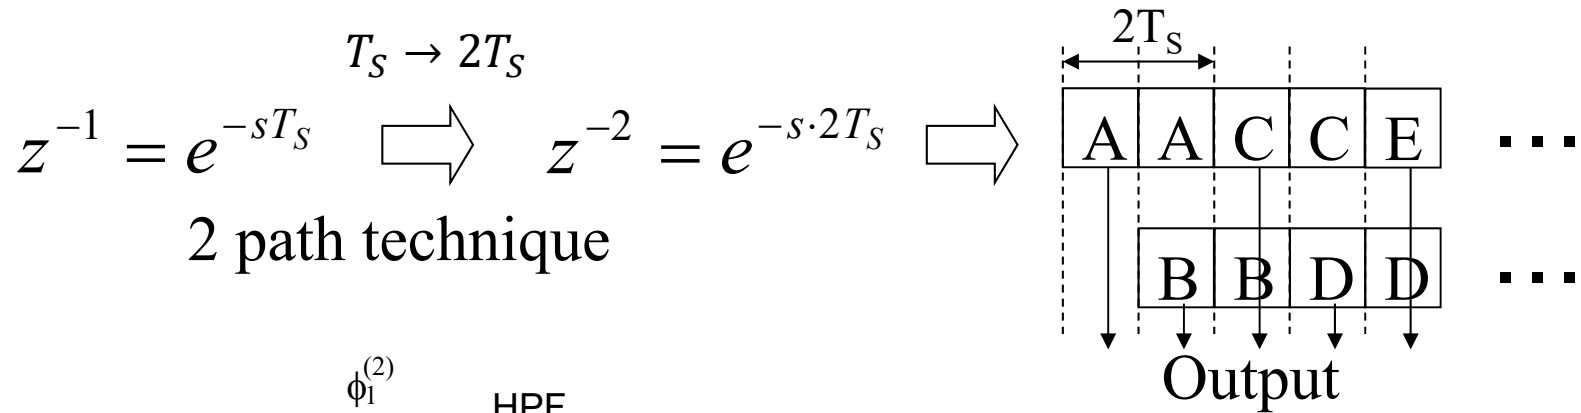 T_S → 2T_S
2T_S
z^{-1} = e^{-sT_S} ⇨ z^{-2} = e^{-s·2T_S} ⇨
A A C C E ...
2 path technique
B B D D ...
Output
ϕ_1^{(2)}
HPF